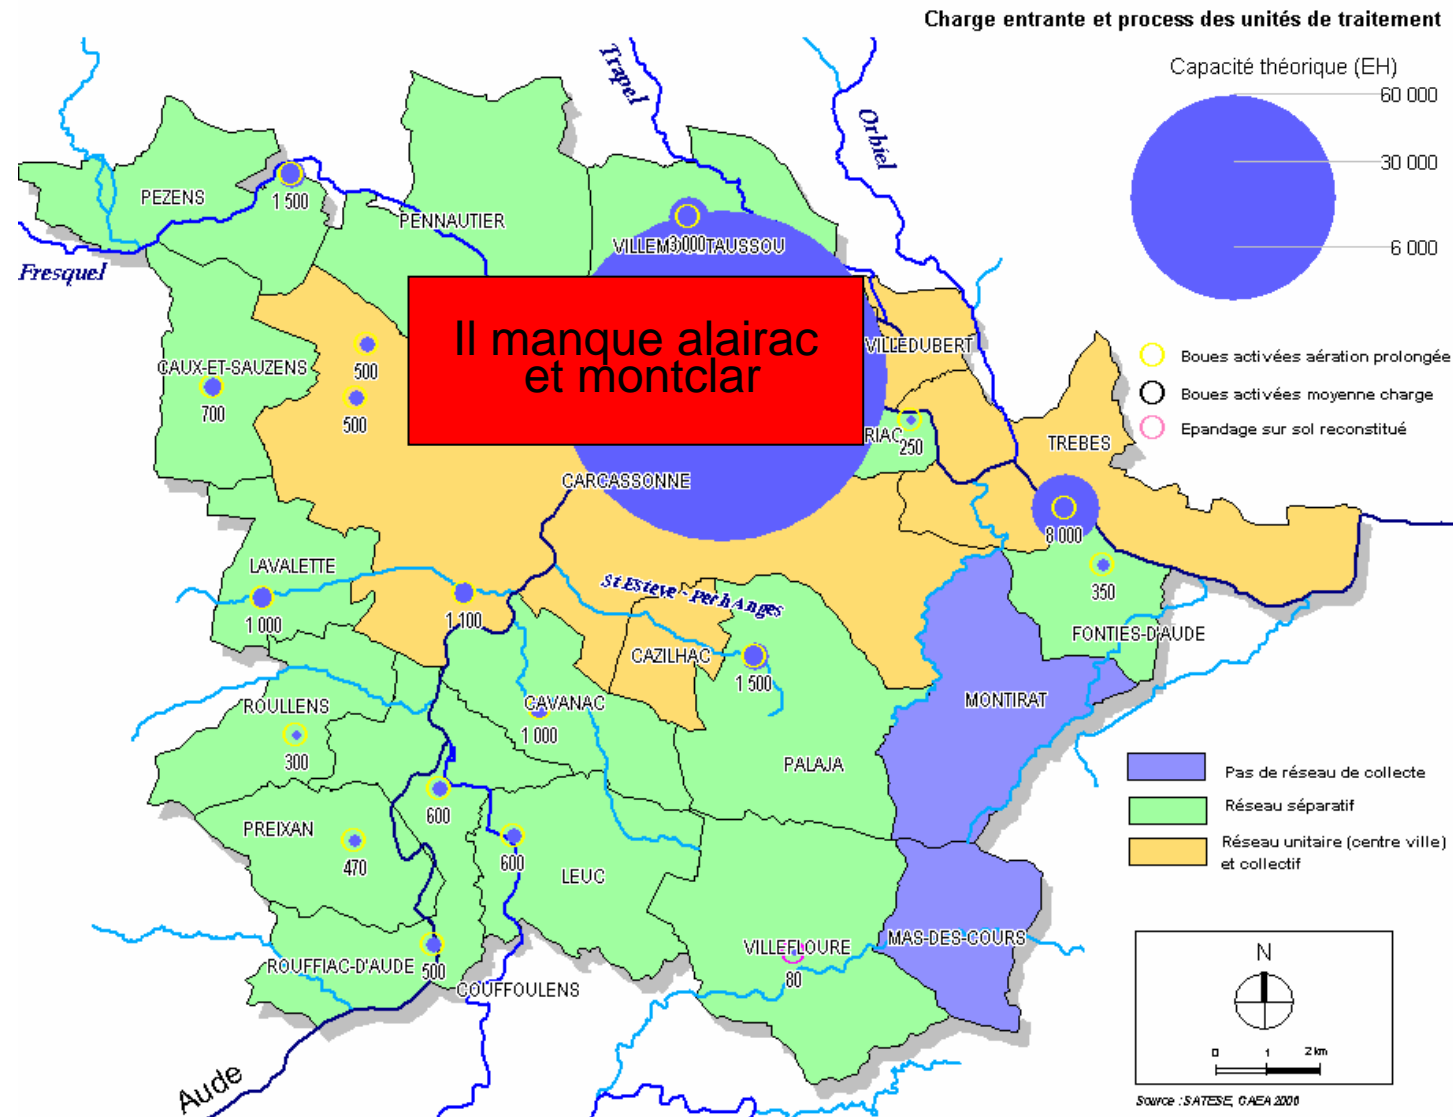 Charge entrante et process des unités de traitement
Capacité théorique (EH)
60 000
30 000
6 000
Trapel
Orbiel
PEZENS
1 500
PENNAUTIER
3 000
Fresquel
Il manque alairac
et montclar
VILLEDUBERT
500
CAUX-ET-SAUZENS
700
500
250
TREBES
Boues activées aération prolongée
Boues activées moyenne charge
Epandage sur sol reconstitué
CARCASSONNE
8 000
LAVALETTE
1 000
1 100
St Esteve - Pech Anges
350
FONTIES-D'AUDE
CAZILHAC
1 500
ROULLENS
300
CAVANAC
1 000
MONTIRAT
PALAJA
Pas de réseau de collecte
Réseau séparatif
Réseau unitaire (centre ville)
et collectif
600
PREIXAN
470
600
LEUC
VILLEFLOURE
80
MAS-DES-COURS
ROUFFIAC-D'AUDE
500
COUFFOULENS
Aude
N
0 1 2 km
Source : SATESE, CAEA 2006